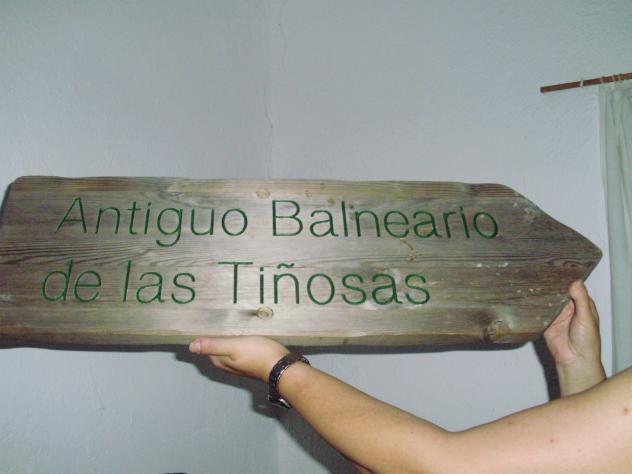 Antiguo Balneario
de las Tiñosas